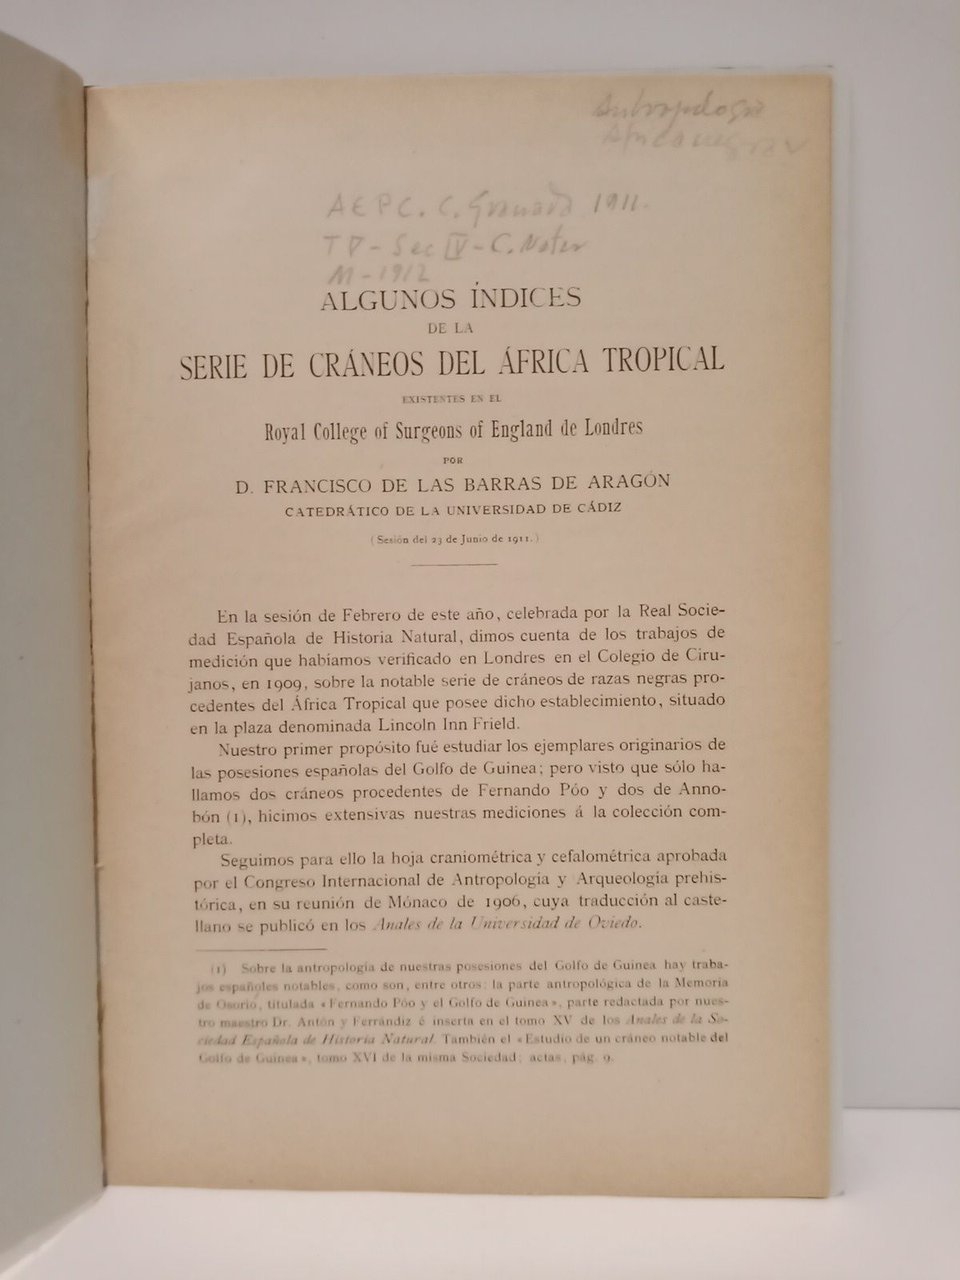 Antropología
Africa negra
AEPC. C. Granada 1911.
T V - Sec IV - C. Nater
M - 1912
ALGUNOS ÍNDICES
DE LA
SERIE DE CRÁNEOS DEL ÁFRICA TROPICAL
EXISTENTES EN EL
Royal College of Surgeons of England de Londres
POR
D. FRANCISCO DE LAS BARRAS DE ARAGÓN
CATEDRÁTICO DE LA UNIVERSIDAD DE CÁDIZ
(Sesión del 23 de Junio de 1911.)
En la sesión de Febrero de este año, celebrada por la Real Socie-
dad Española de Historia Natural, dimos cuenta de los trabajos de
medición que habíamos verificado en Londres en el Colegio de Ciru-
janos, en 1909, sobre la notable serie de cráneos de razas negras pro-
cedentes del África Tropical que posee dicho establecimiento, situado
en la plaza denominada Lincoln Inn Frield.
Nuestro primer propósito fué estudiar los ejemplares originarios de
las posesiones españolas del Golfo de Guinea; pero visto que sólo ha-
llamos dos cráneos procedentes de Fernando Póo y dos de Anno-
bón (1), hicimos extensivas nuestras mediciones á la colección com-
pleta.
Seguimos para ello la hoja craniométrica y cefalométrica aprobada
por el Congreso Internacional de Antropología y Arqueología prehis-
tórica, en su reunión de Mónaco de 1906, cuya traducción al caste-
llano se publicó en los Anales de la Universidad de Oviedo.
(1) Sobre la antropología de nuestras posesiones del Golfo de Guinea hay traba-
jos españoles notables, como son, entre otros: la parte antropológica de la Memoria
de Osorio, titulada «Fernando Póo y el Golfo de Guinea», parte redactada por nues-
tro maestro Dr. Antón y Ferrándiz é inserta en el tomo XV de los Anales de la So-
ciedad Española de Historia Natural. También el «Estudio de un cráneo notable del
Golfo de Guinea», tomo XVI de la misma Sociedad; actas, pág. 9.